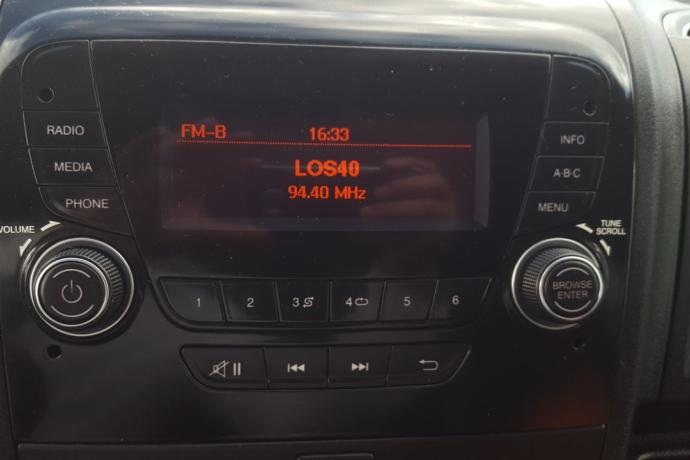 FM-B 16:33
LOS40
94.40 MHz
RADIO
MEDIA
PHONE
VOLUME
INFO
A·B·C
MENU
TUNE
SCROLL
BROWSE
ENTER
1 2 3 4 5 6